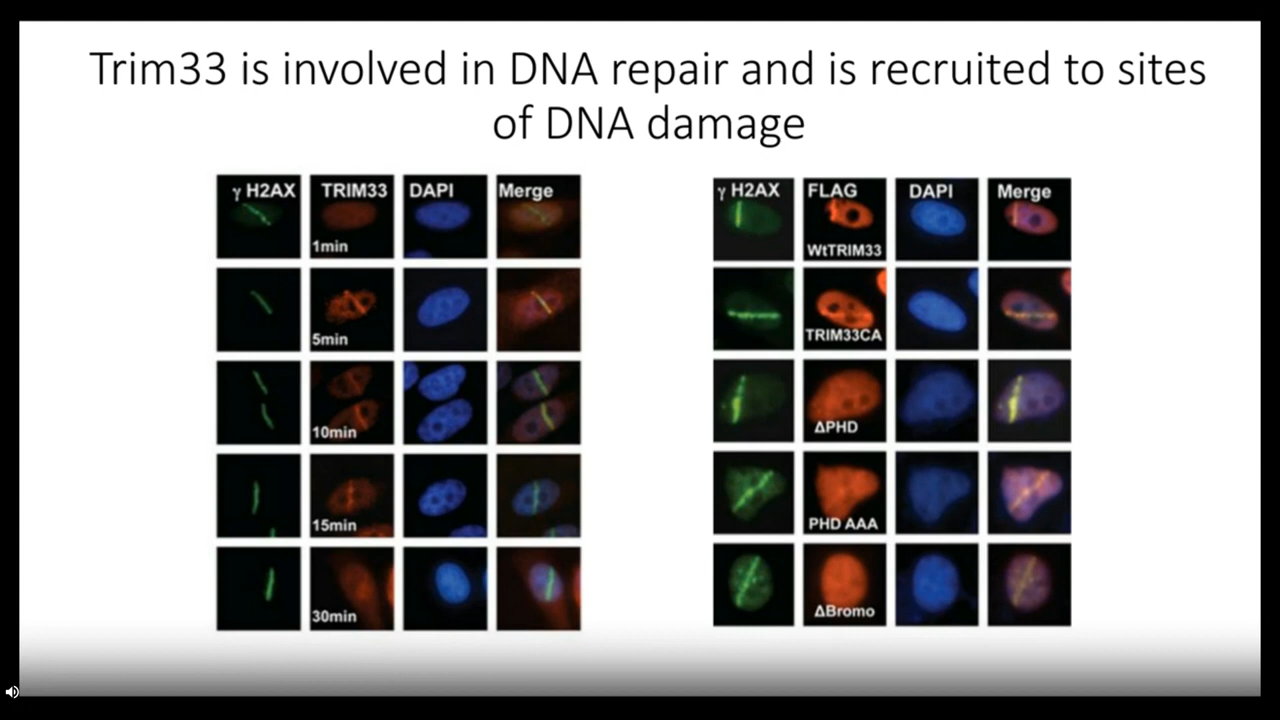 Trim33 is involved in DNA repair and is recruited to sites
of DNA damage
γ H2AX TRIM33 DAPI Merge
1min
5min
10min
15min
30min
γ H2AX FLAG DAPI Merge
WtTRIM33
TRIM33CA
ΔPHD
PHD AAA
ΔBromo